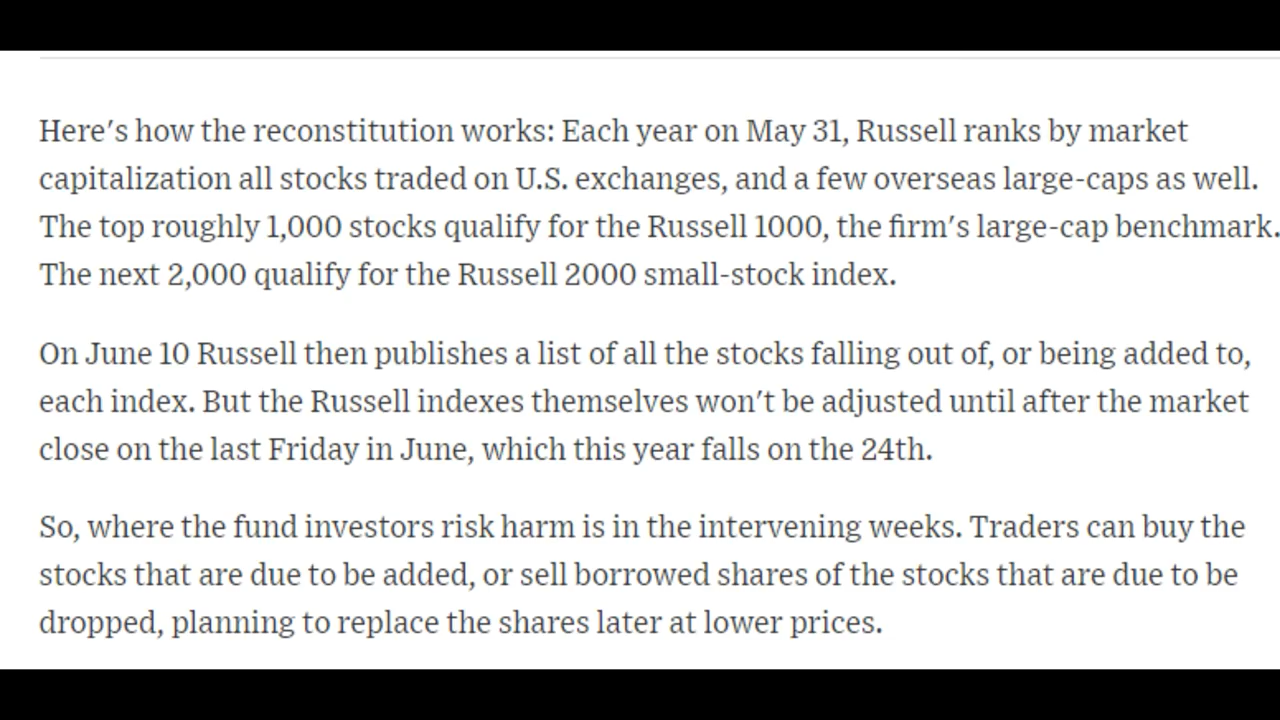 Here's how the reconstitution works: Each year on May 31, Russell ranks by market
capitalization all stocks traded on U.S. exchanges, and a few overseas large-caps as well.
The top roughly 1,000 stocks qualify for the Russell 1000, the firm's large-cap benchmark.
The next 2,000 qualify for the Russell 2000 small-stock index.
On June 10 Russell then publishes a list of all the stocks falling out of, or being added to,
each index. But the Russell indexes themselves won't be adjusted until after the market
close on the last Friday in June, which this year falls on the 24th.
So, where the fund investors risk harm is in the intervening weeks. Traders can buy the
stocks that are due to be added, or sell borrowed shares of the stocks that are due to be
dropped, planning to replace the shares later at lower prices.